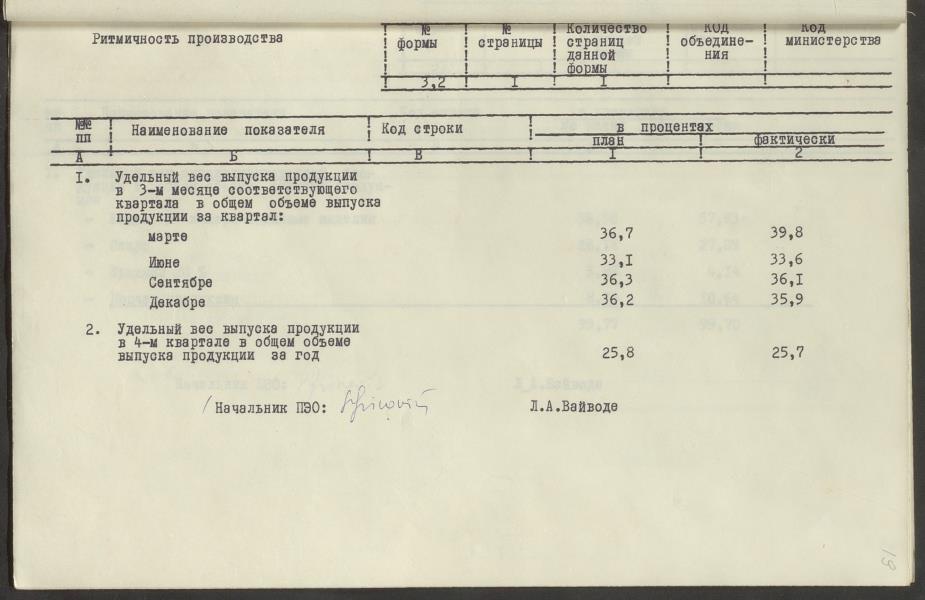 Ритмичность производства
№ формы № страницы Количество страниц данной формы КОД объединения Код министерства
3,2 I I
№№ пп Наименование показателя Код строки в процентах
план фактически
А Б В I 2
I. Удельный вес выпуска продукции
в 3-м месяце соответствующего
квартала в общем объеме выпуска
продукции за квартал:
марте 36,7 39,8
Июне 33,I 33,6
Сентябре 36,3 36,I
Декабре 36,2 35,9
2. Удельный вес выпуска продукции
в 4-м квартале в общем объеме
выпуска продукции за год 25,8 25,7
Начальник ПЭО: Л.А.Вайводе
19